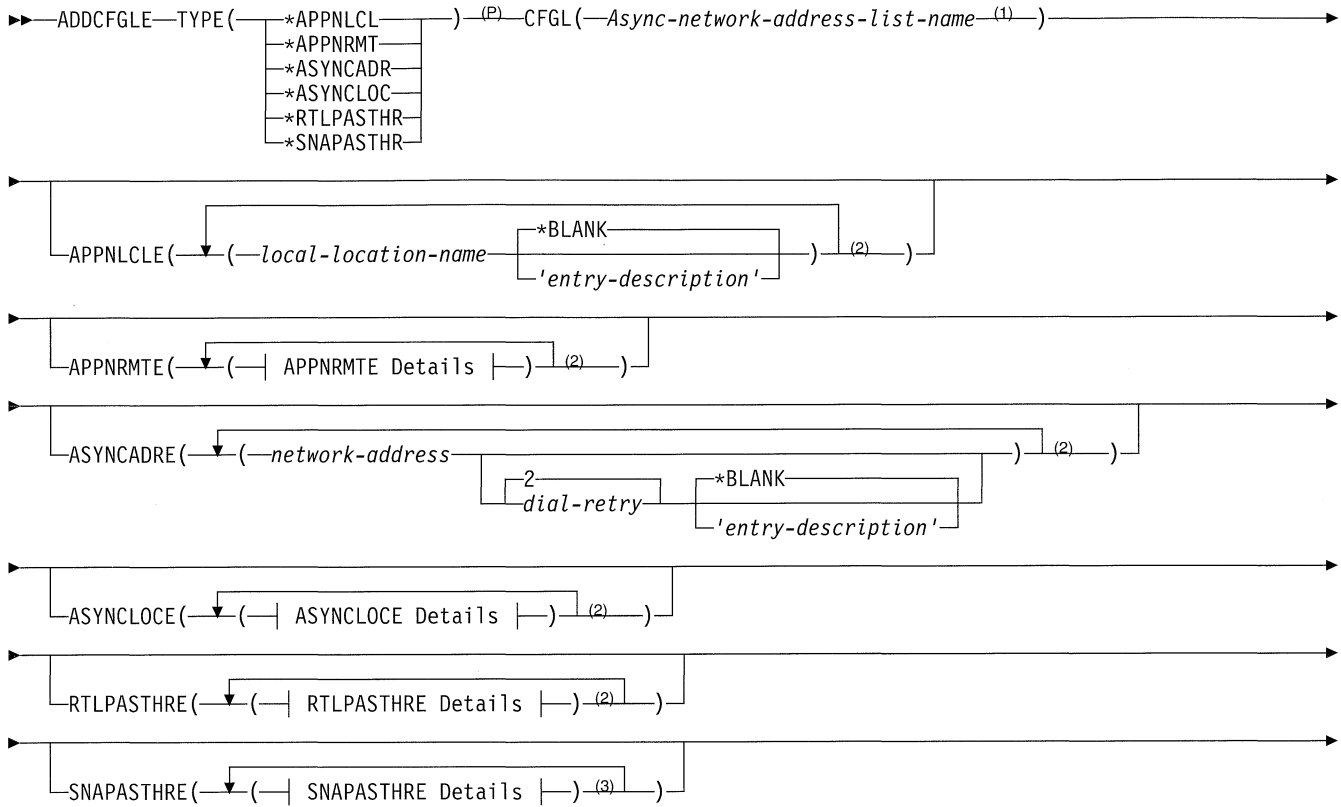 ADDCFGLE TYPE( *APPNLCL ) (P) CFGL( Async-network-address-list-name (1) )
*APPNRMT
*ASYNCADR
*ASYNCLOC
*RTLPASTHR
*SNAPASTHR
*BLANK
APPNLCLE( ( local-location-name ) (2) )
'entry-description'
APPNRMTE( ( APPNRMTE Details ) (2) )
ASYNCADRE( ( network-address ) (2) )
2 *BLANK
dial-retry
'entry-description'
ASYNCLOCE( ( ASYNCLOCE Details ) (2) )
RTLPASTHRE( ( RTLPASTHRE Details ) (2) )
SNAPASTHRE( ( SNAPASTHRE Details ) (3) )